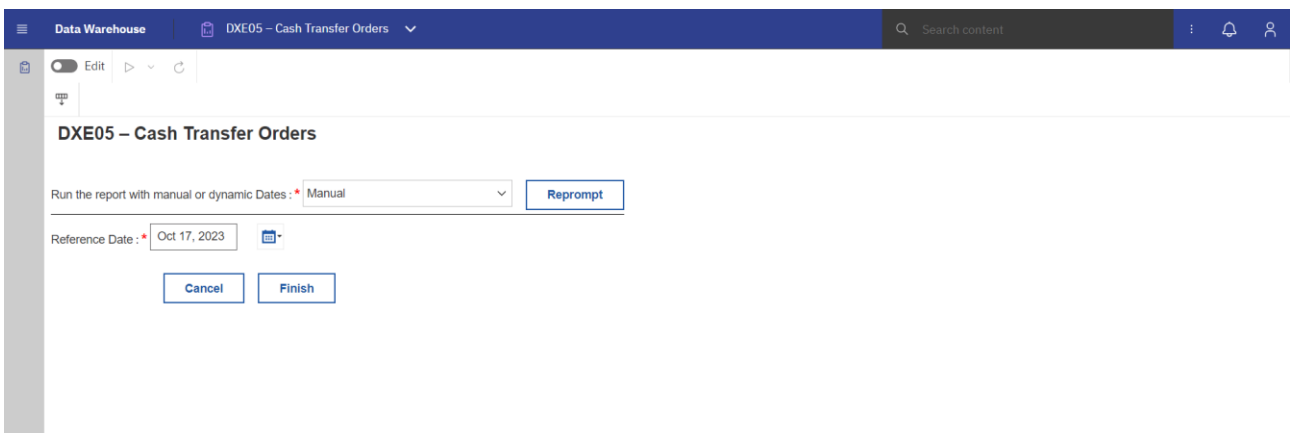 Data Warehouse DXE05 – Cash Transfer Orders Search content
Edit
DXE05 – Cash Transfer Orders
Run the report with manual or dynamic Dates : * Manual Reprompt
Reference Date : * Oct 17, 2023
Cancel Finish